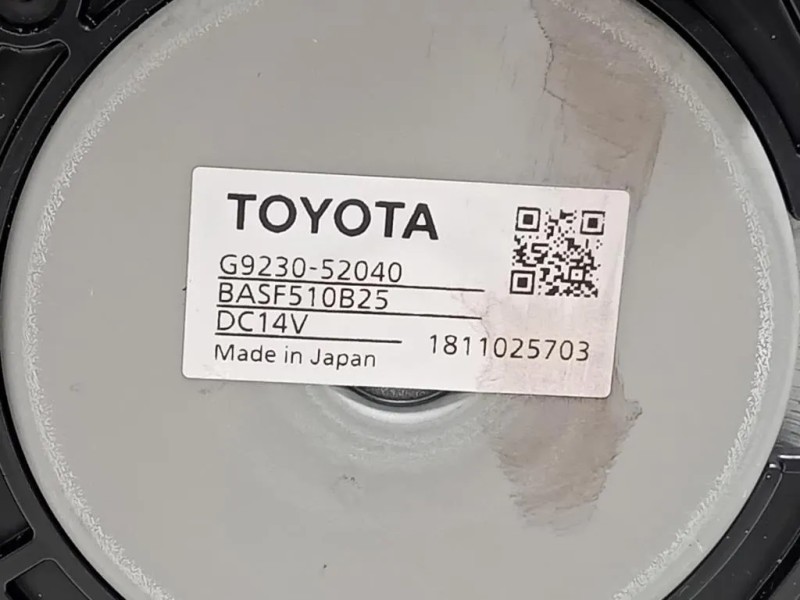 TOYOTA
G9230-52040
BASF510B25
DC14V
Made in Japan
1811025703